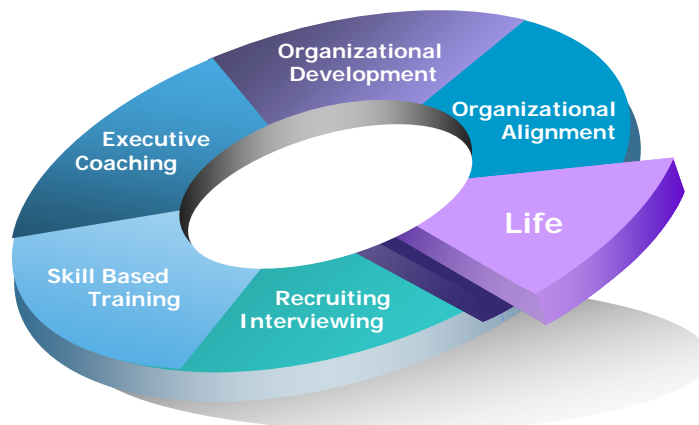 Organizational
Development
Organizational
Alignment
Executive
Coaching
Life
Skill Based
Training
Recruiting
Interviewing